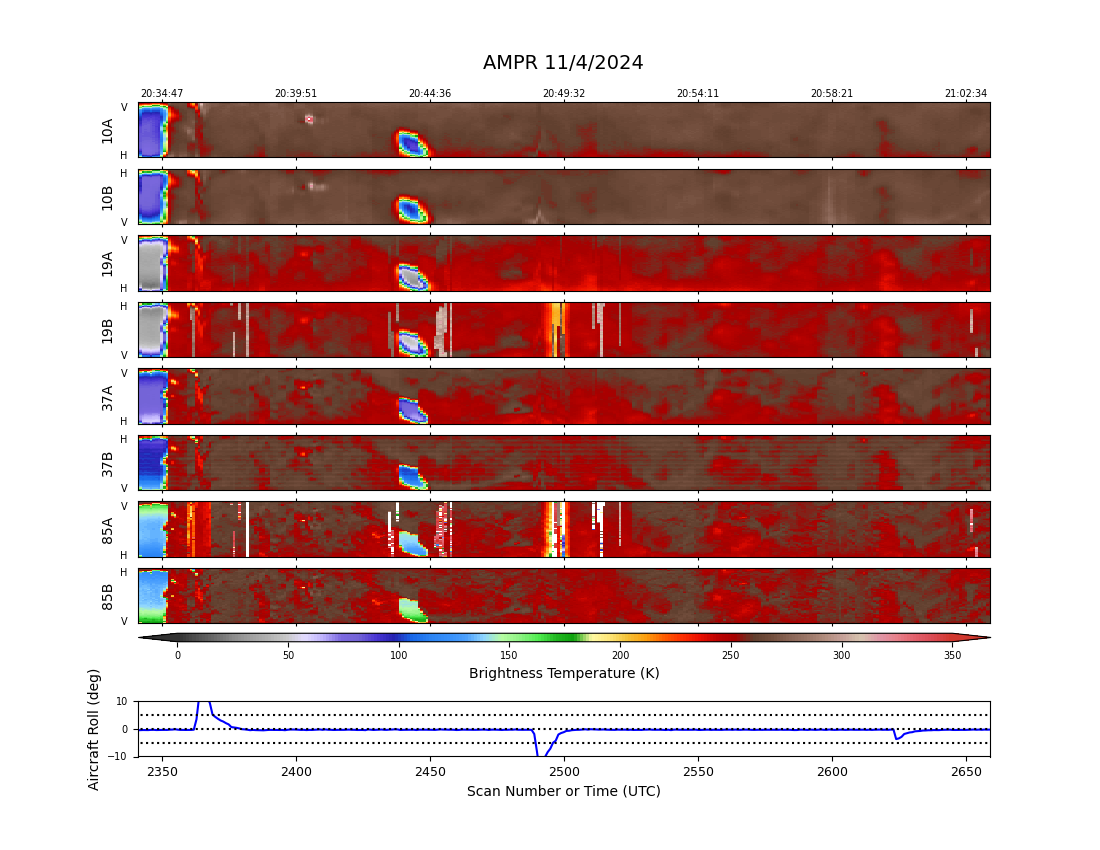 AMPR 11/4/2024
20:34:47 20:39:51 20:44:36 20:49:32 20:54:11 20:58:21 21:02:34
V
10A
H
H
10B
V
V
19A
H
H
19B
V
V
37A
H
H
37B
V
V
85A
H
H
85B
V
0 50 100 150 200 250 300 350
Brightness Temperature (K)
Aircraft Roll (deg)
10
0
−10
2350 2400 2450 2500 2550 2600 2650
Scan Number or Time (UTC)